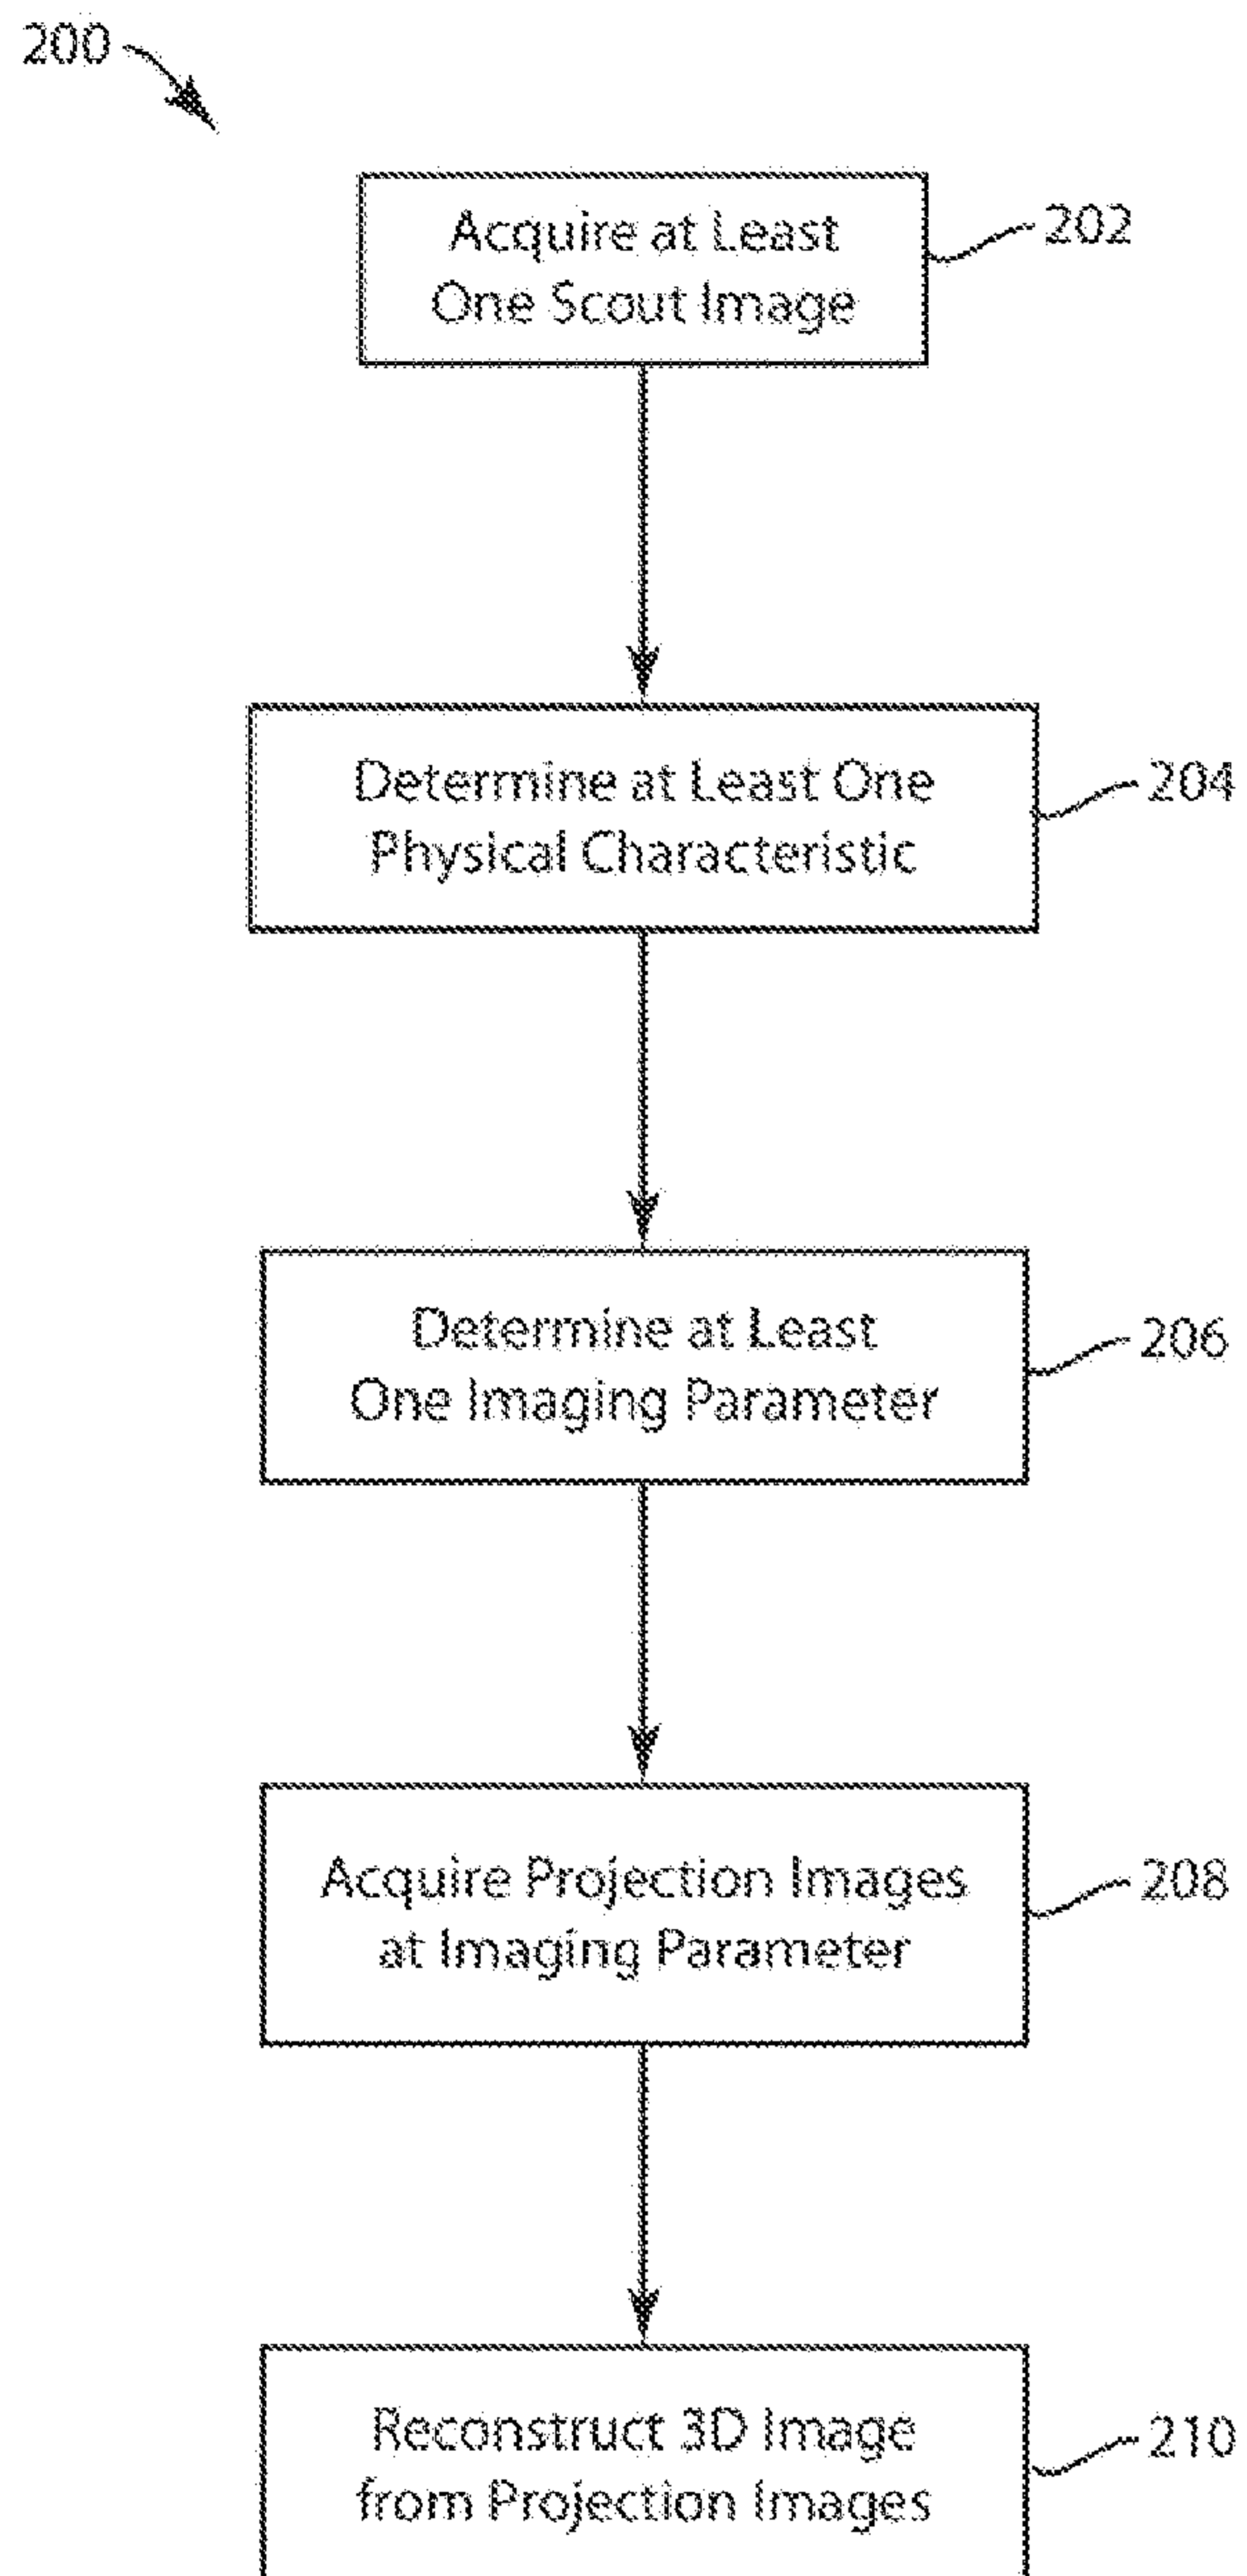 200
Acquire at Least
One Scout Image
202
Determine at Least One
Physical Characteristic
204
Determine at Least
One Imaging Parameter
206
Acquire Projection Images
at Imaging Parameter
208
Reconstruct 3D Image
from Projection Images
210